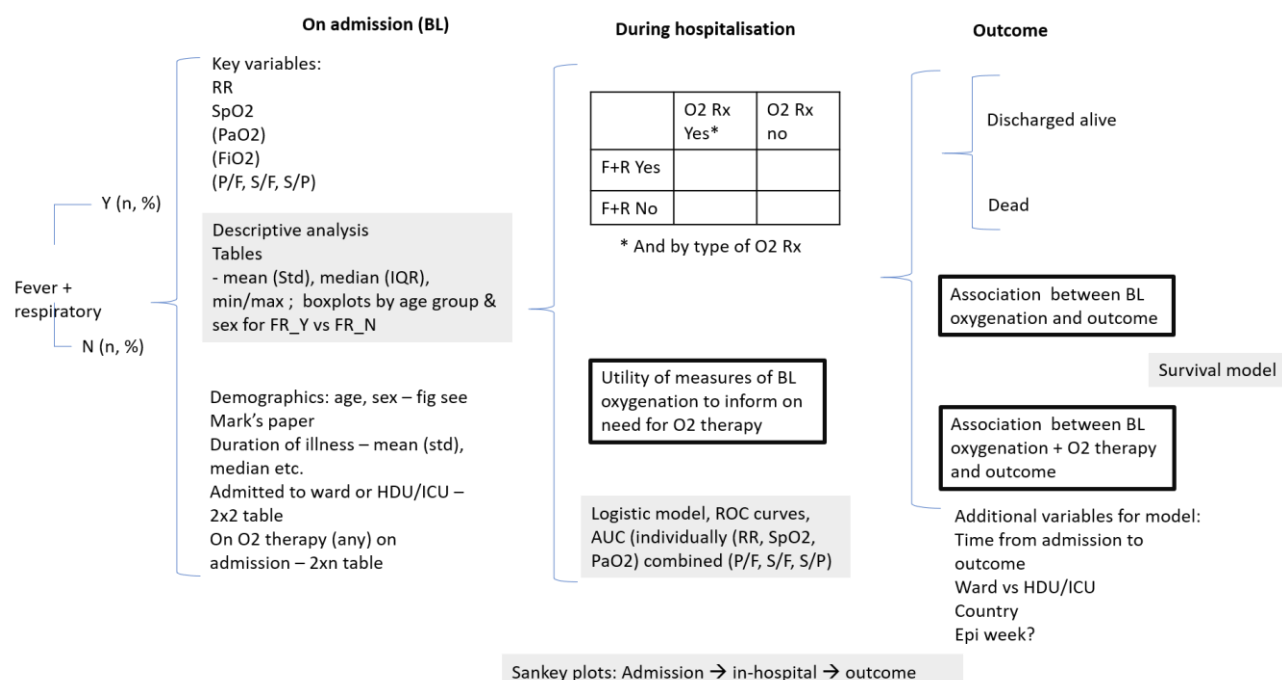 On admission (BL)
During hospitalisation
Outcome
Fever +
respiratory
Y (n, %)
N (n, %)
Key variables:
RR
SpO2
(PaO2)
(FiO2)
(P/F, S/F, S/P)
Descriptive analysis
Tables
- mean (Std), median (IQR),
min/max ;  boxplots by age group &
sex for FR_Y vs FR_N
Demographics: age, sex – fig see
Mark's paper
Duration of illness – mean (std),
median etc.
Admitted to ward or HDU/ICU –
2x2 table
On O2 therapy (any) on
admission – 2xn table
O2 Rx
Yes*
O2 Rx
no
F+R Yes
F+R No
* And by type of O2 Rx
Utility of measures of BL
oxygenation to inform on
need for O2 therapy
Logistic model, ROC curves,
AUC (individually (RR, SpO2,
PaO2) combined (P/F, S/F, S/P)
Discharged alive
Dead
Association  between BL
oxygenation and outcome
Survival model
Association  between BL
oxygenation + O2 therapy
and outcome
Additional variables for model:
Time from admission to
outcome
Ward vs HDU/ICU
Country
Epi week?
Sankey plots: Admission → in-hospital → outcome